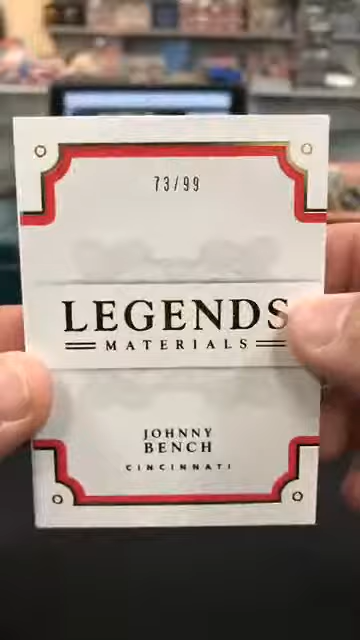 73/99
LEGENDS
MATERIALS
JOHNNY
BENCH
CINCINNATI